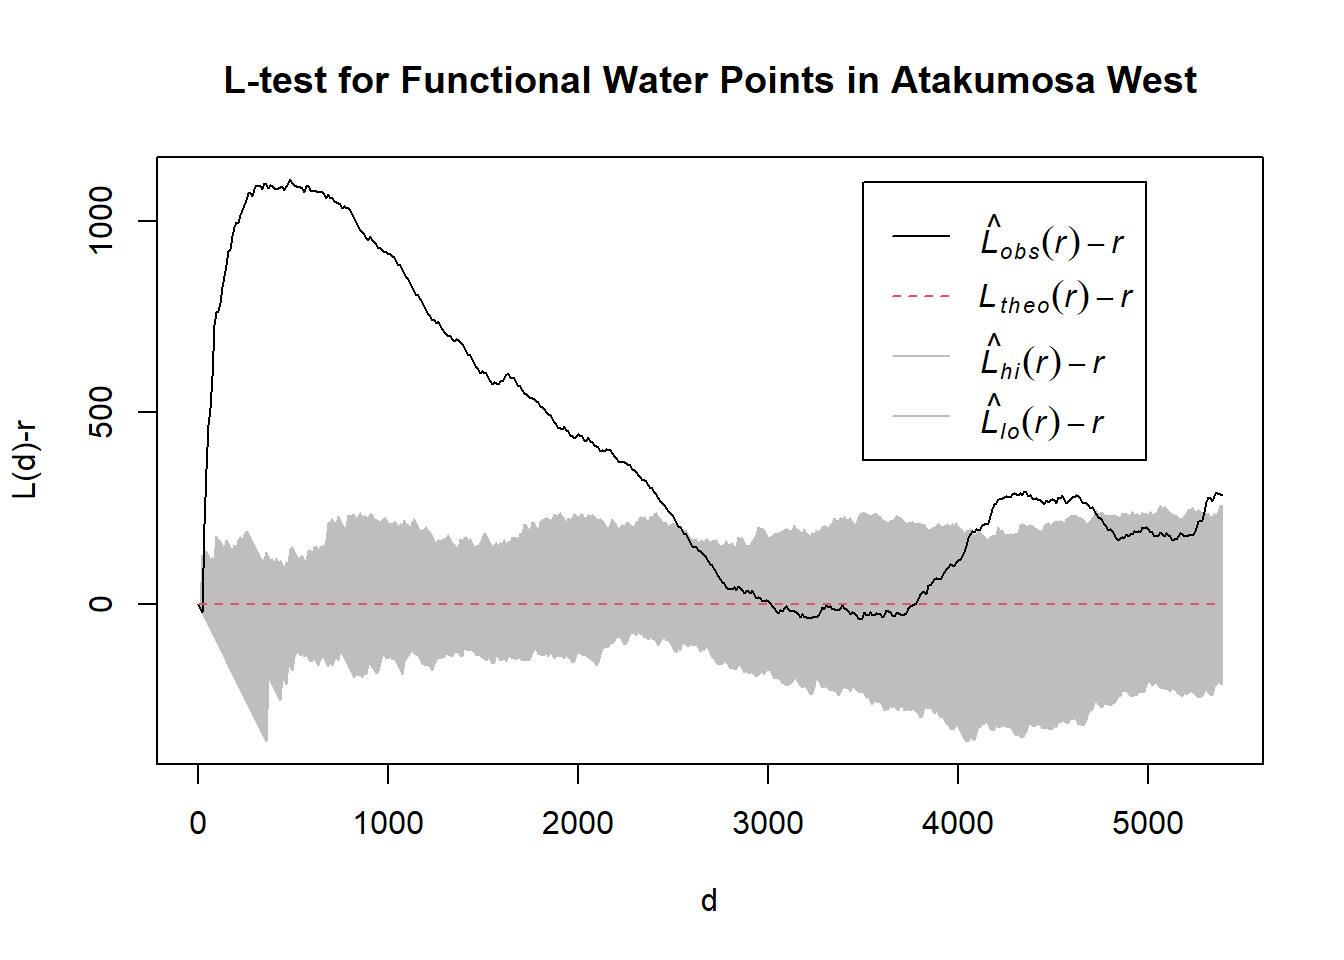 L-test for Functional Water Points in Atakumosa West
L(d)-r
1000
500
0
L̂obs(r) – r
Ltheo(r) – r
L̂hi(r) – r
L̂lo(r) – r
0 1000 2000 3000 4000 5000
d